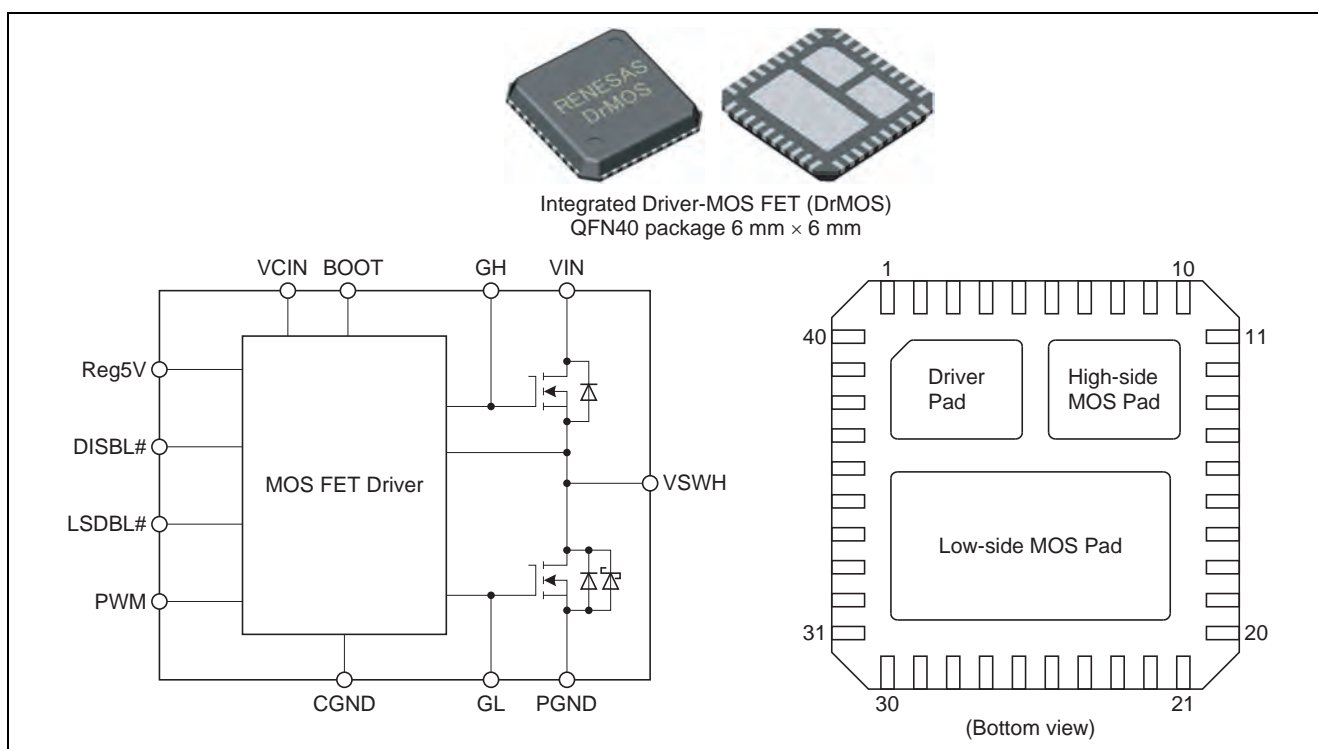 RENESAS
DrMOS
Integrated Driver-MOS FET (DrMOS)
QFN40 package 6 mm × 6 mm
VCIN BOOT GH VIN
Reg5V
DISBL#
LSDBL#
PWM
MOS FET Driver
VSWH
CGND GL PGND
1 10
40 11
Driver
Pad
High-side
MOS Pad
Low-side MOS Pad
31 20
30 21
(Bottom view)